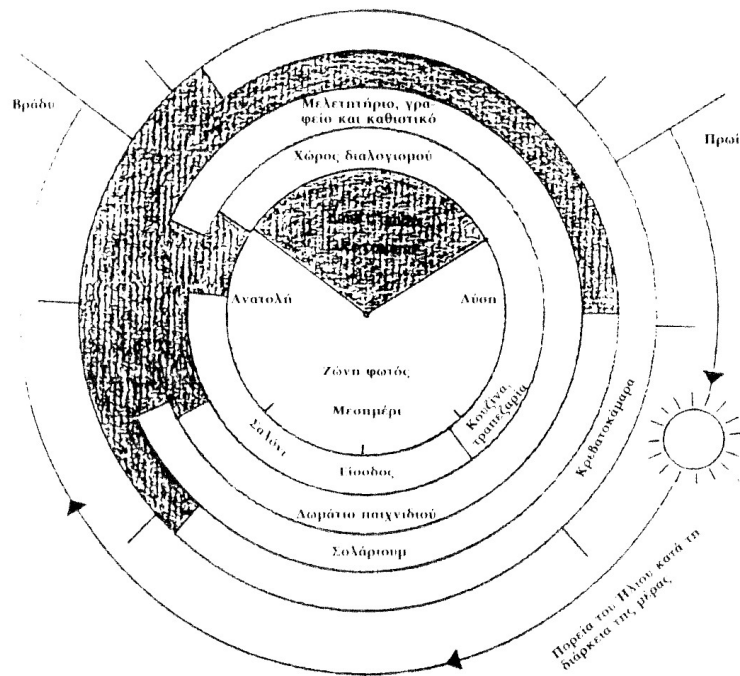 Βράδυ
Πρωί
Μελετητήριο, γρα-
φείο και καθιστικό
Χώρος διαλογισμού
Ανατολή
Δύση
Ζώνη φωτός
Μεσημέρι
Σαλόνι
Είσοδος
Κουζίνα,
τραπεζαρία
Κρεβατοκάμαρα
Δωμάτιο παιχνιδιού
Σολάριουμ
Πορεία του Ήλιου κατά τη
διάρκεια της μέρας